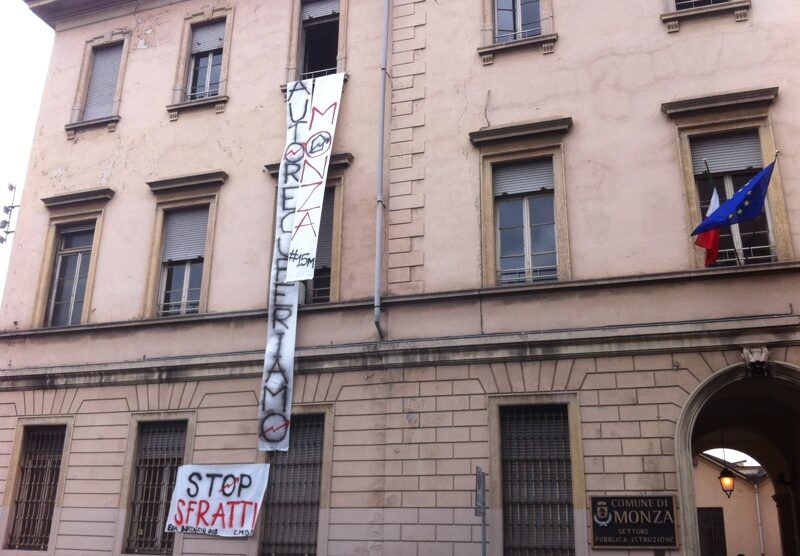 AUTORECUPERIAMO
MONZA
#15M
STOP
SFRATTI
C.M.D.
COMUNE DI
MONZA
SETTORE
PUBBLICA ISTRUZIONE